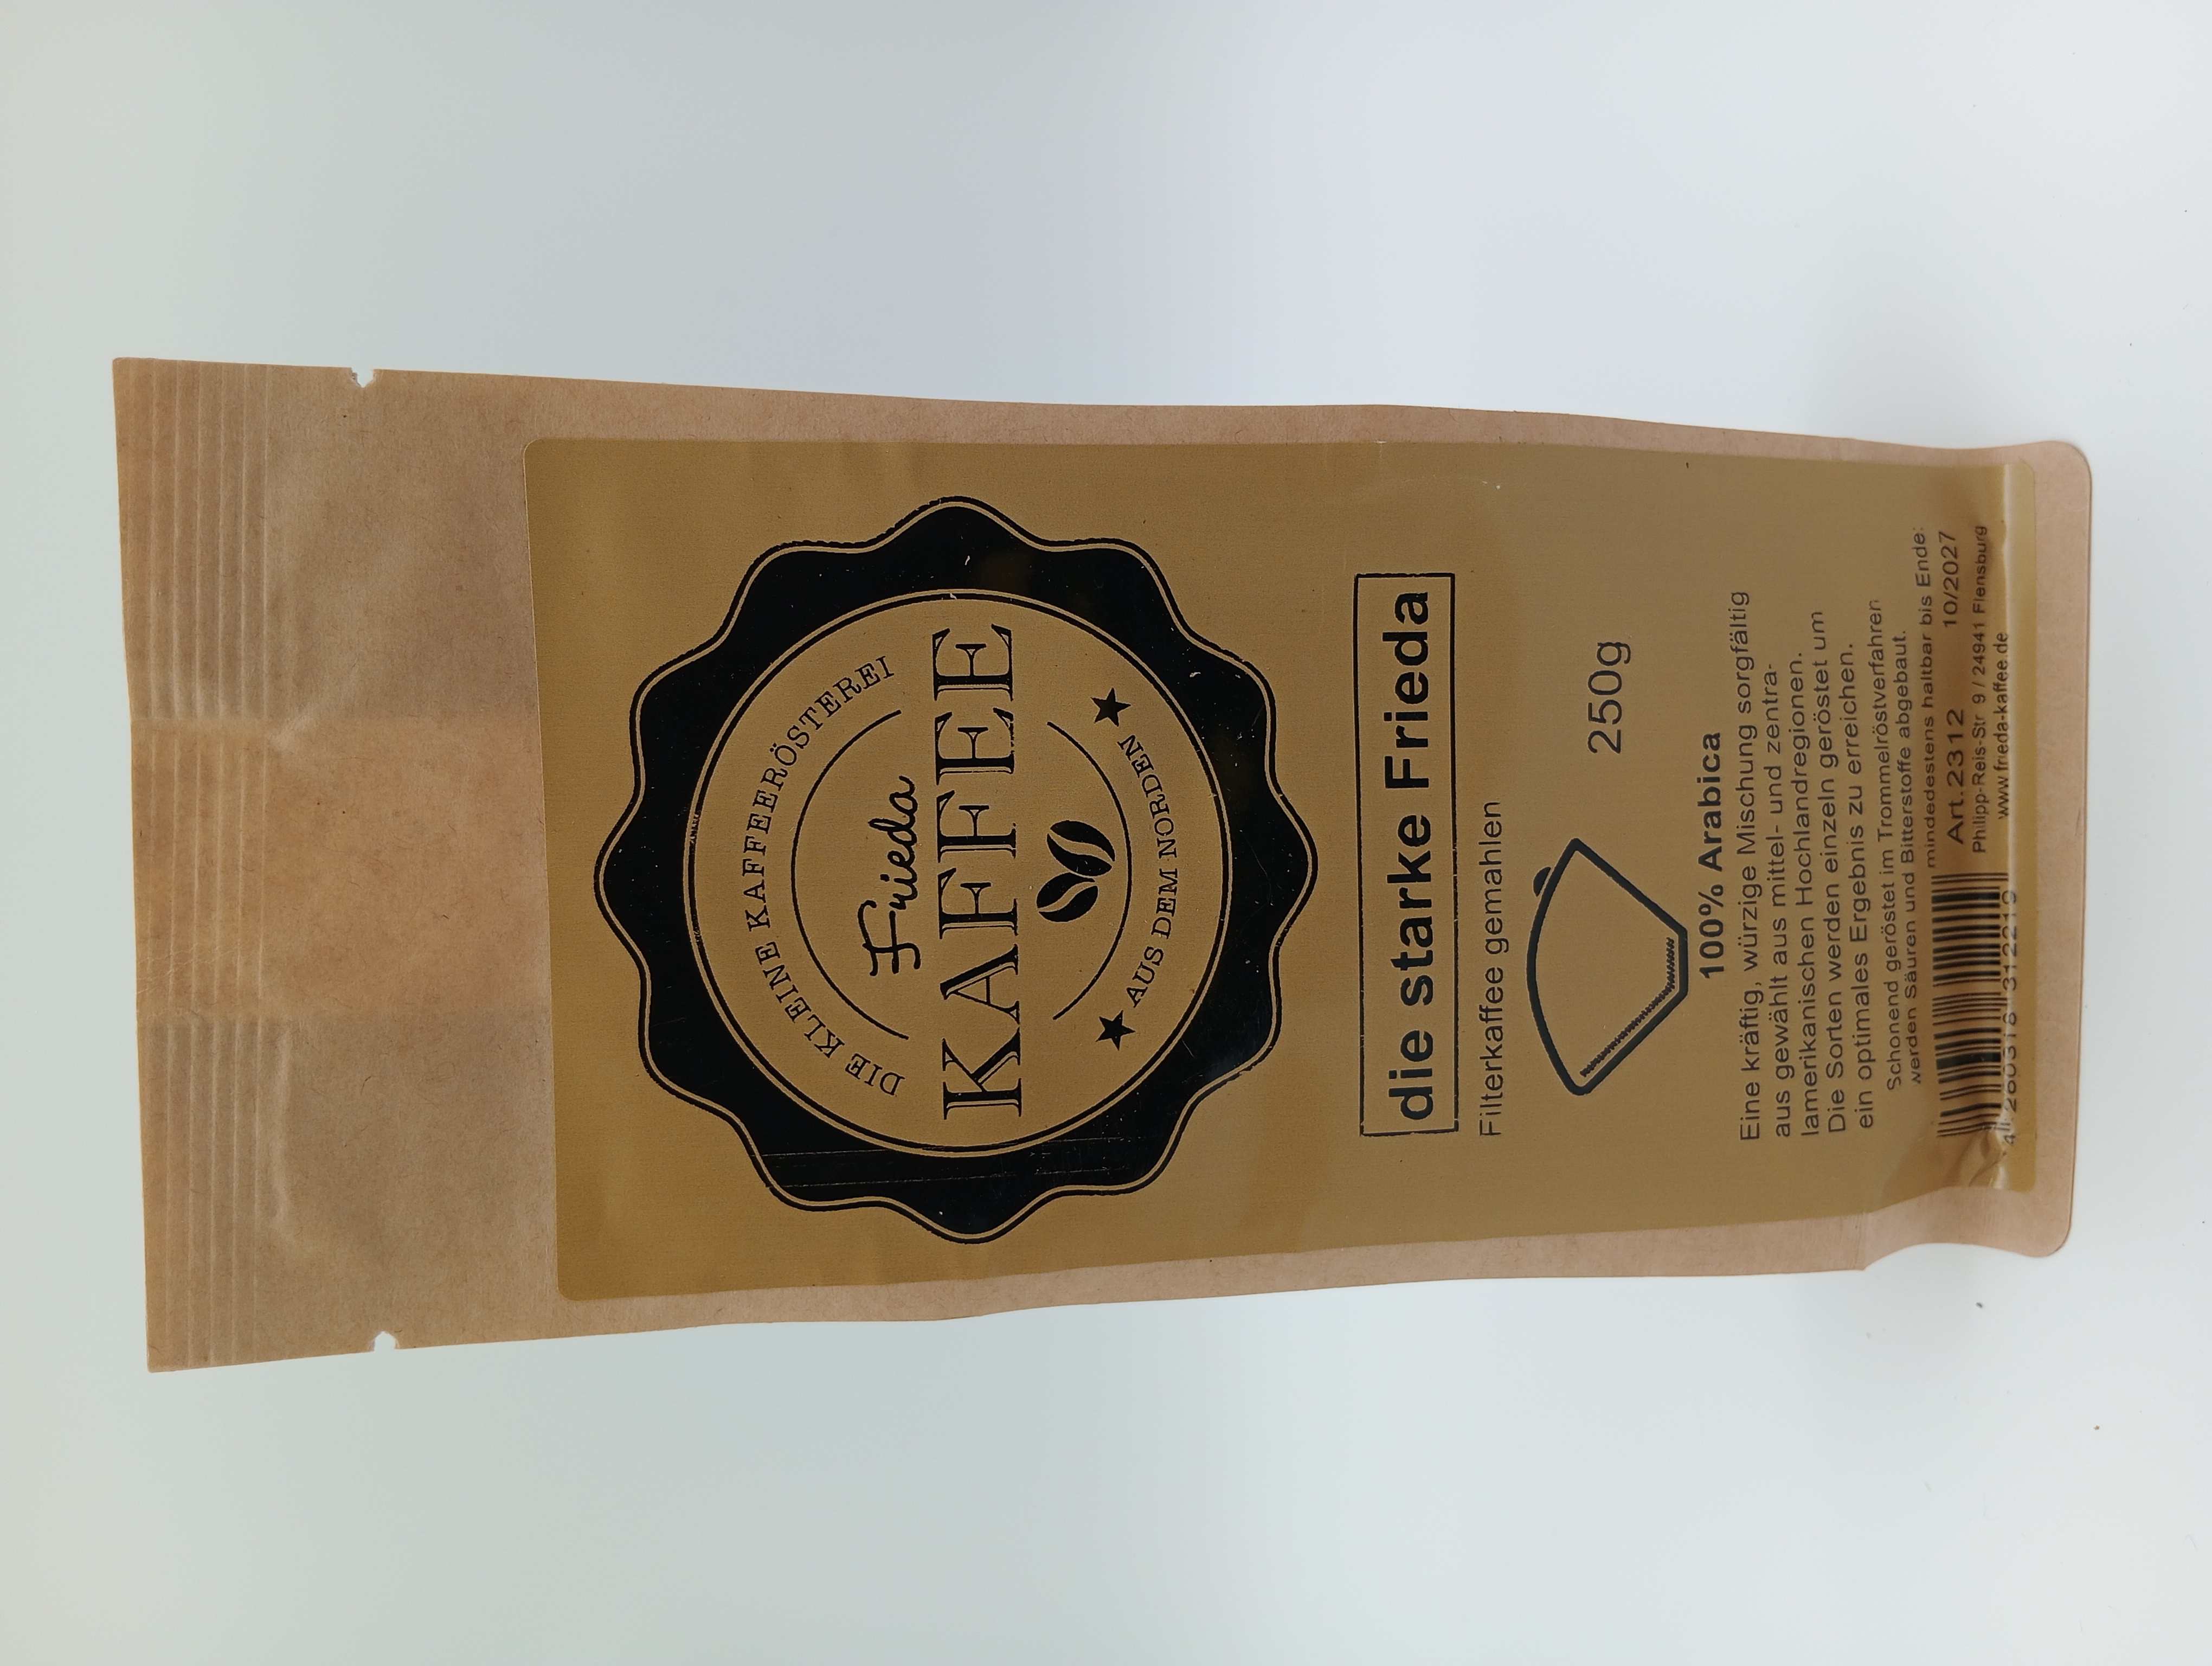 DIE KLEINE KAFFEERÖSTEREI
Frieda
KAFFEE
★ AUS DEM NORDEN ★
die starke Frieda
Filterkaffee gemahlen
250g
100% Arabica
Eine kräftig, würzige Mischung sorgfältig
aus gewählt aus mittel- und zentra-
lamerikanischen Hochlandregionen.
Die Sorten werden einzeln geröstet um
ein optimales Ergebnis zu erreichen.
Schonend geröstet im Trommelröstverfahren
werden Säuren und Bitterstoffe abgebaut.
mindestens haltbar bis Ende:
Art.2312 10/2027
Philipp-Reis-Str 9 / 24941 Flensburg
www.frieda-kaffee.de